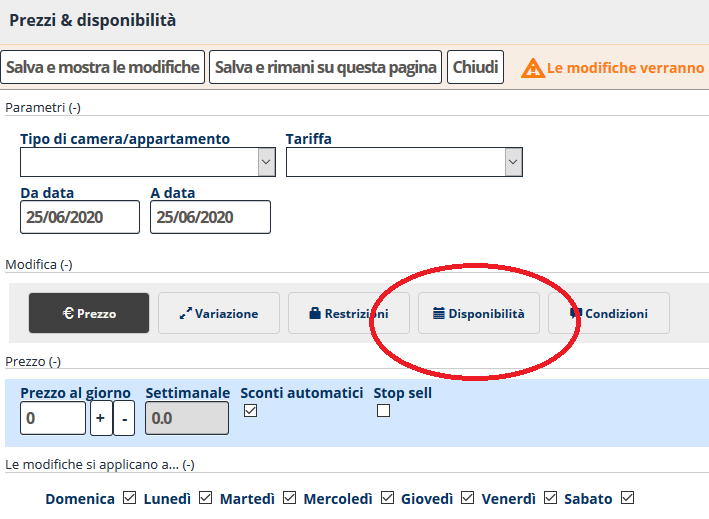 Prezzi & disponibilità
Salva e mostra le modifiche Salva e rimani su questa pagina Chiudi Le modifiche verranno
Parametri (-)
Tipo di camera/appartamento Tariffa
Da data A data
25/06/2020 25/06/2020
Modifica (-)
€ Prezzo Variazione Restrizioni Disponibilità Condizioni
Prezzo (-)
Prezzo al giorno Settimanale Sconti automatici Stop sell
0 + - 0.0
Le modifiche si applicano a... (-)
Domenica Lunedì Martedì Mercoledì Giovedì Venerdì Sabato